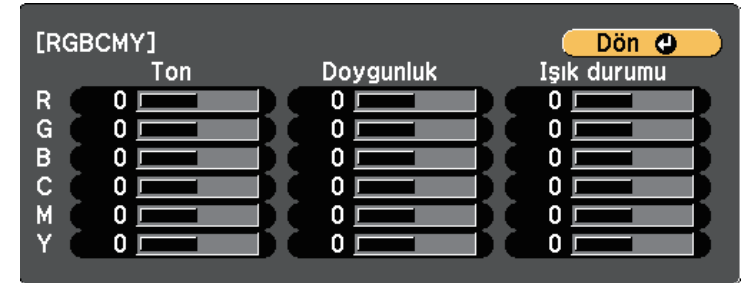 [RGBCMY] Dön
Ton Doygunluk Işık durumu
R 0 0 0
G 0 0 0
B 0 0 0
C 0 0 0
M 0 0 0
Y 0 0 0